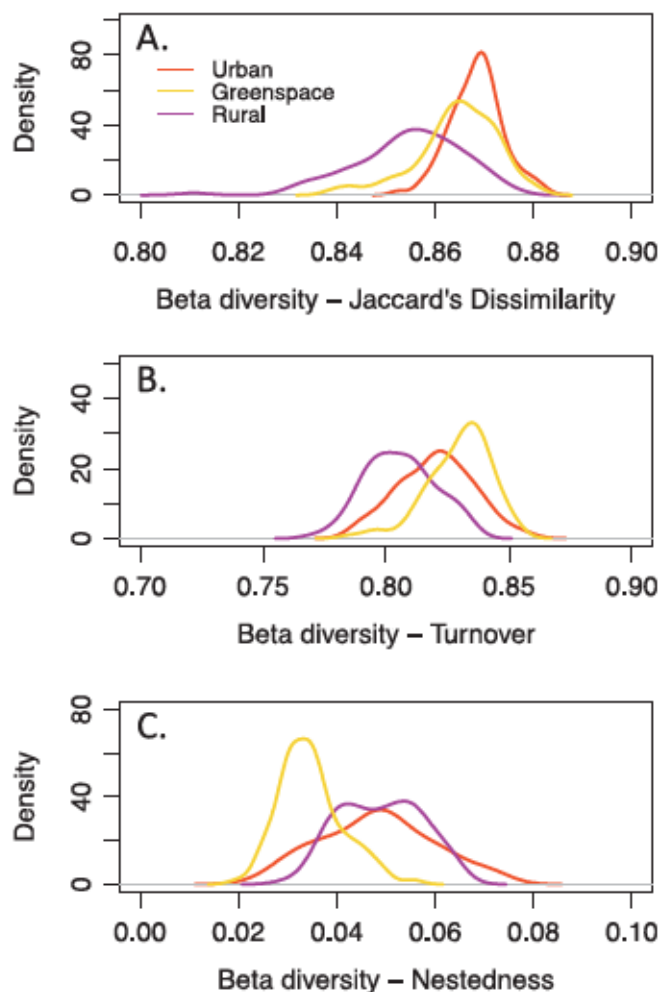 A.
Urban
Greenspace
Rural
Density
0 40 80
0.80 0.82 0.84 0.86 0.88 0.90
Beta diversity – Jaccard's Dissimilarity
B.
Density
0 20 40
0.70 0.75 0.80 0.85 0.90
Beta diversity – Turnover
C.
Density
0 40 80
0.00 0.02 0.04 0.06 0.08 0.10
Beta diversity – Nestedness